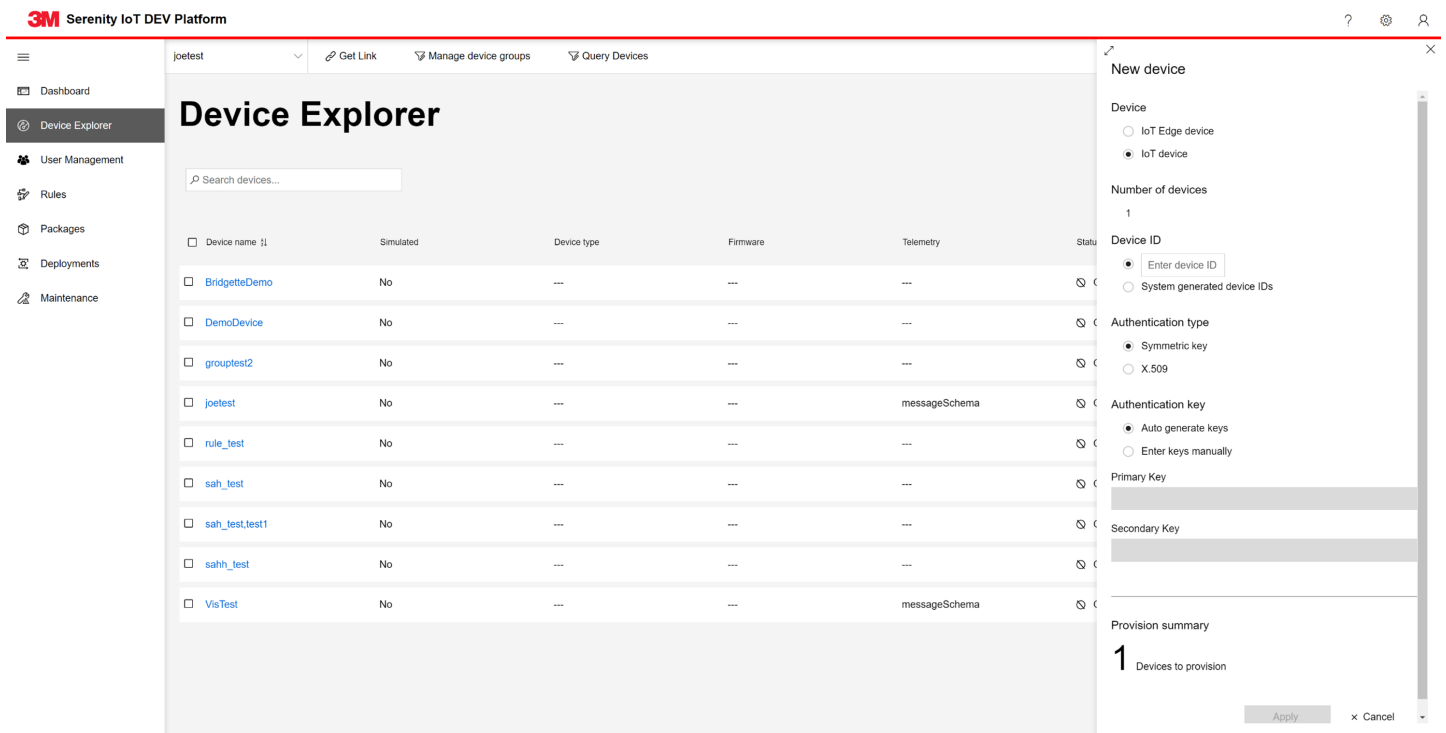 3M Serenity IoT DEV Platform
?
joetest
Get Link
Manage device groups
Query Devices
Dashboard
Device Explorer
User Management
Rules
Packages
Deployments
Maintenance
Device Explorer
Search devices...
Device name Simulated Device type Firmware Telemetry
BridgetteDemo No --- --- ---
DemoDevice No --- --- ---
grouptest2 No --- --- ---
joetest No --- --- messageSchema
rule_test No --- --- ---
sah_test No --- --- ---
sah_test,test1 No --- --- ---
sahh_test No --- --- ---
VisTest No --- --- messageSchema
New device
Device
IoT Edge device
IoT device
Number of devices
1
Device ID
Enter device ID
System generated device IDs
Authentication type
Symmetric key
X.509
Authentication key
Auto generate keys
Enter keys manually
Primary Key
Secondary Key
Provision summary
1 Devices to provision
Apply
Cancel